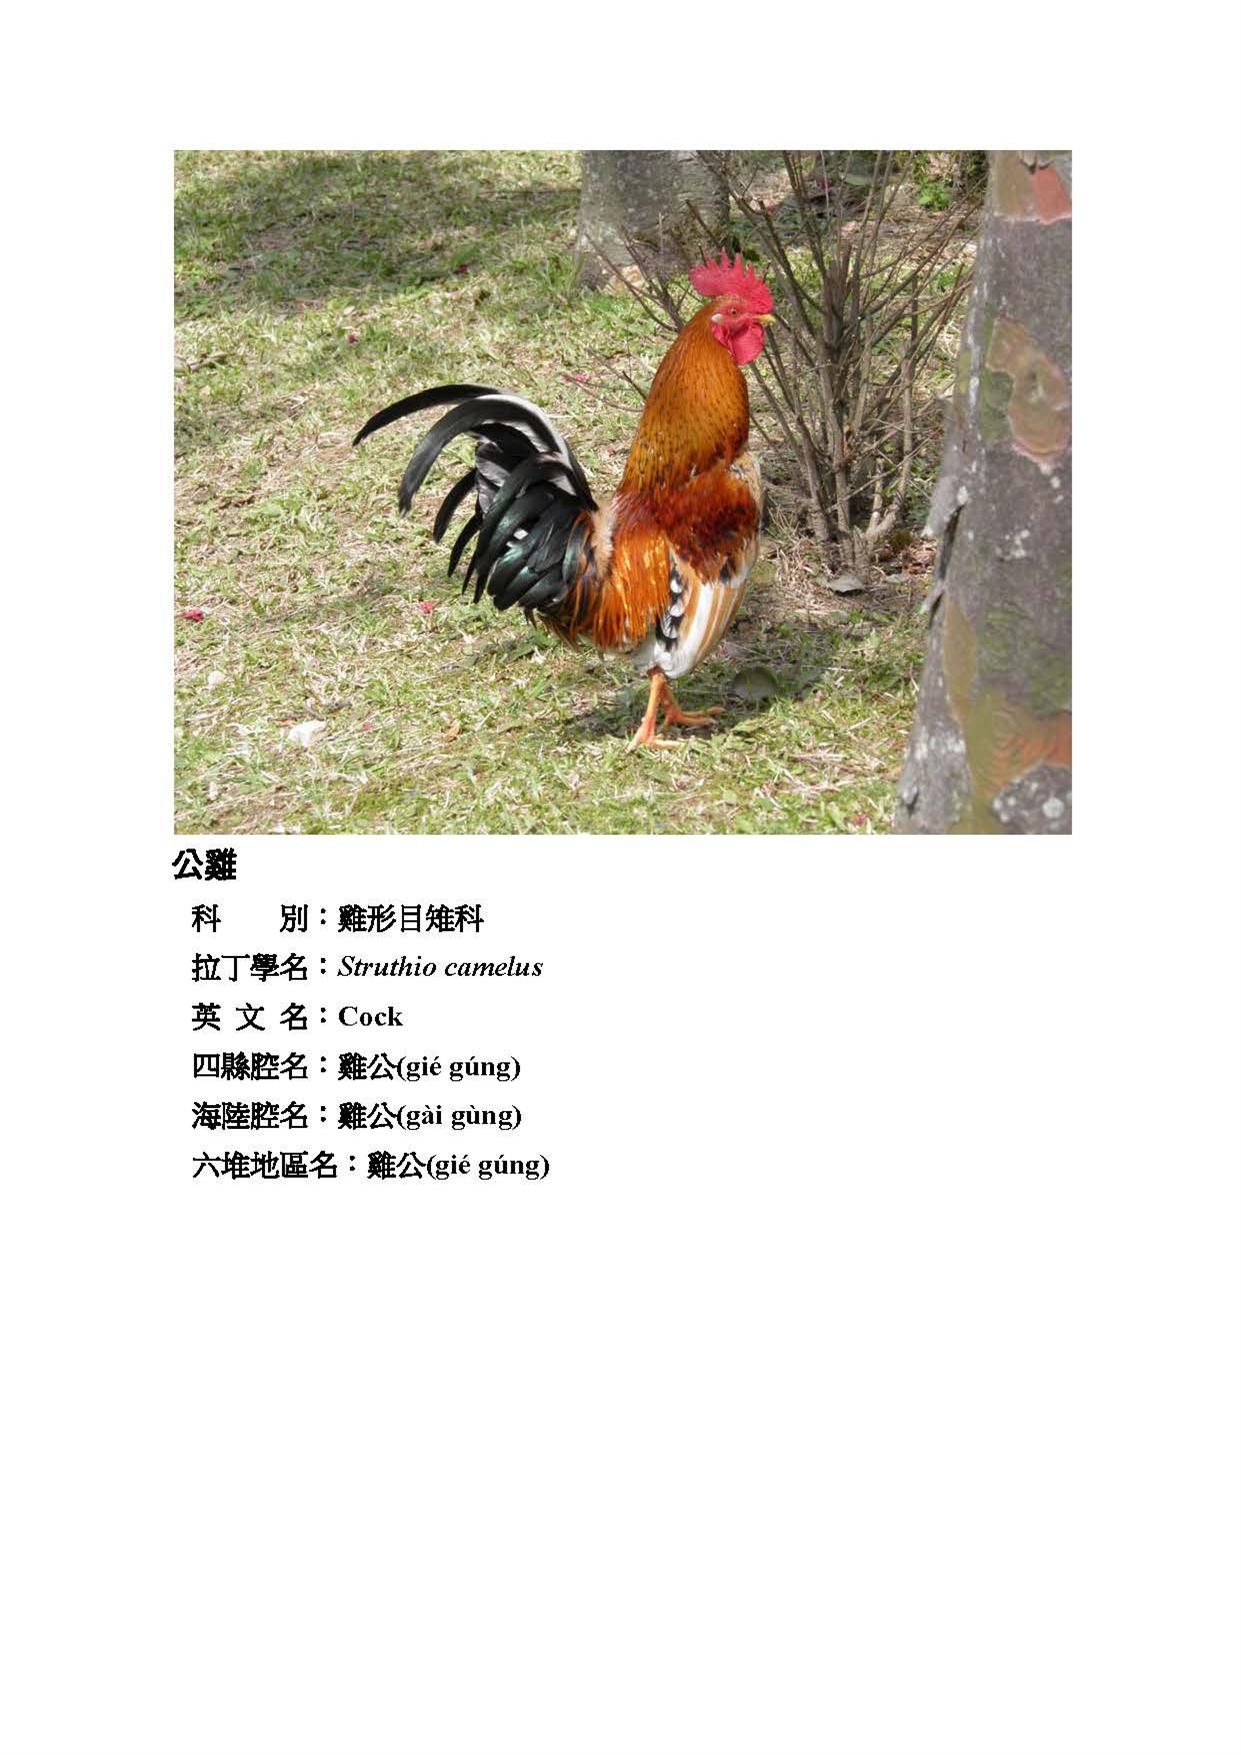 公雞
科　　別：雞形目雉科
拉丁學名：Struthio camelus
英 文 名：Cock
四縣腔名：雞公(gié gúng)
海陸腔名：雞公(gài gùng)
六堆地區名：雞公(gié gúng)